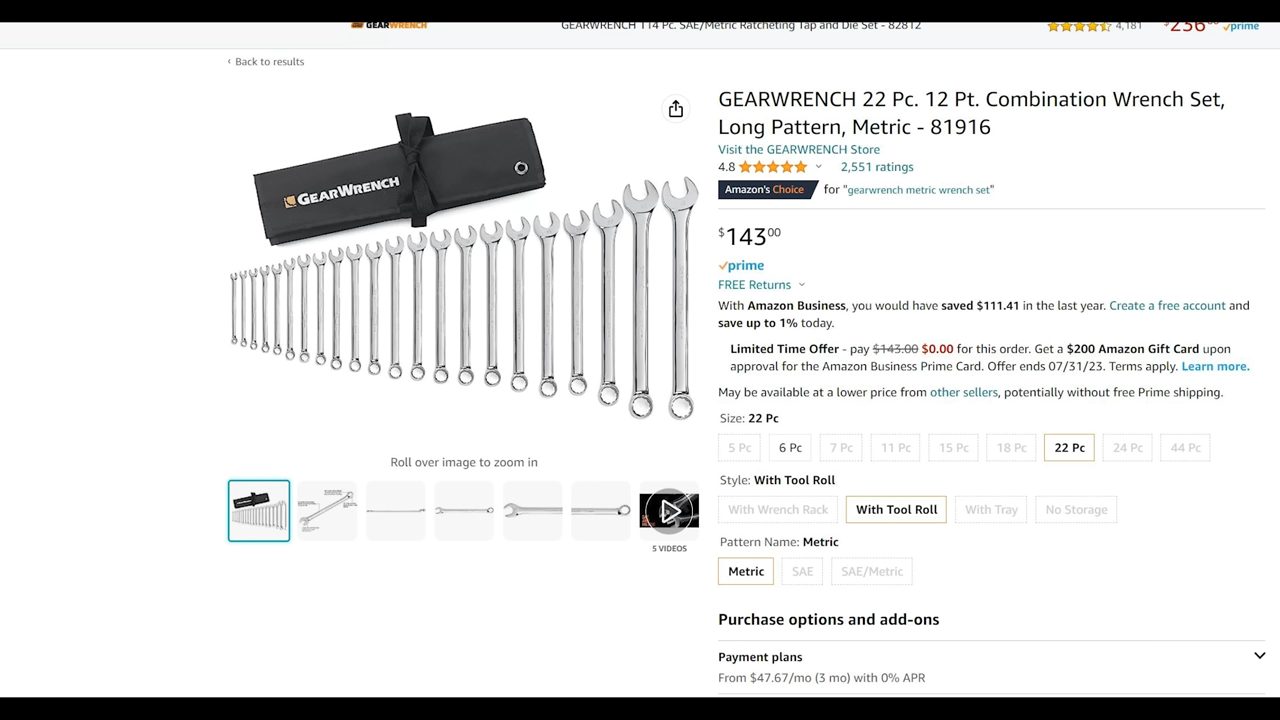 GEARWRENCH
GEARWRENCH 114 Pc. SAE/Metric Ratcheting Tap and Die Set - 82812
4,181
$236
prime
‹ Back to results
GEARWRENCH
GEARWRENCH 22 Pc. 12 Pt. Combination Wrench Set,
Long Pattern, Metric - 81916
Visit the GEARWRENCH Store
4.8 2,551 ratings
Amazon's Choice for "gearwrench metric wrench set"
$143 00
prime
FREE Returns
With Amazon Business, you would have saved $111.41 in the last year. Create a free account and
save up to 1% today.
Limited Time Offer - pay $143.00 $0.00 for this order. Get a $200 Amazon Gift Card upon
approval for the Amazon Business Prime Card. Offer ends 07/31/23. Terms apply. Learn more.
May be available at a lower price from other sellers, potentially without free Prime shipping.
Size: 22 Pc
5 Pc 6 Pc 7 Pc 11 Pc 15 Pc 18 Pc 22 Pc 24 Pc 44 Pc
Roll over image to zoom in
Style: With Tool Roll
With Wrench Rack With Tool Roll With Tray No Storage
Pattern Name: Metric
5 VIDEOS
Metric SAE SAE/Metric
Purchase options and add-ons
Payment plans
From $47.67/mo (3 mo) with 0% APR